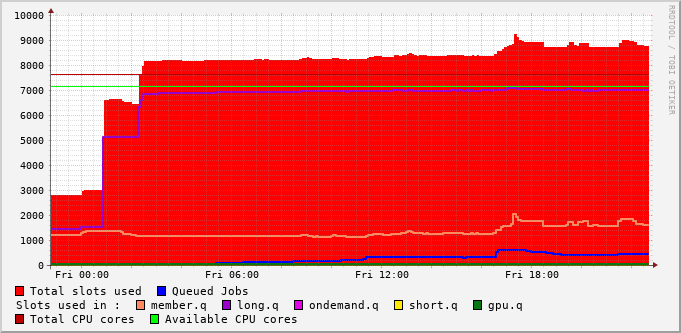 10000
9000
8000
7000
6000
5000
4000
3000
2000
1000
0
Fri 00:00 Fri 06:00 Fri 12:00 Fri 18:00
RRDTOOL / TOBI OETIKER
Total slots used Queued Jobs
Slots used in : member.q long.q ondemand.q short.q gpu.q
Total CPU cores Available CPU cores